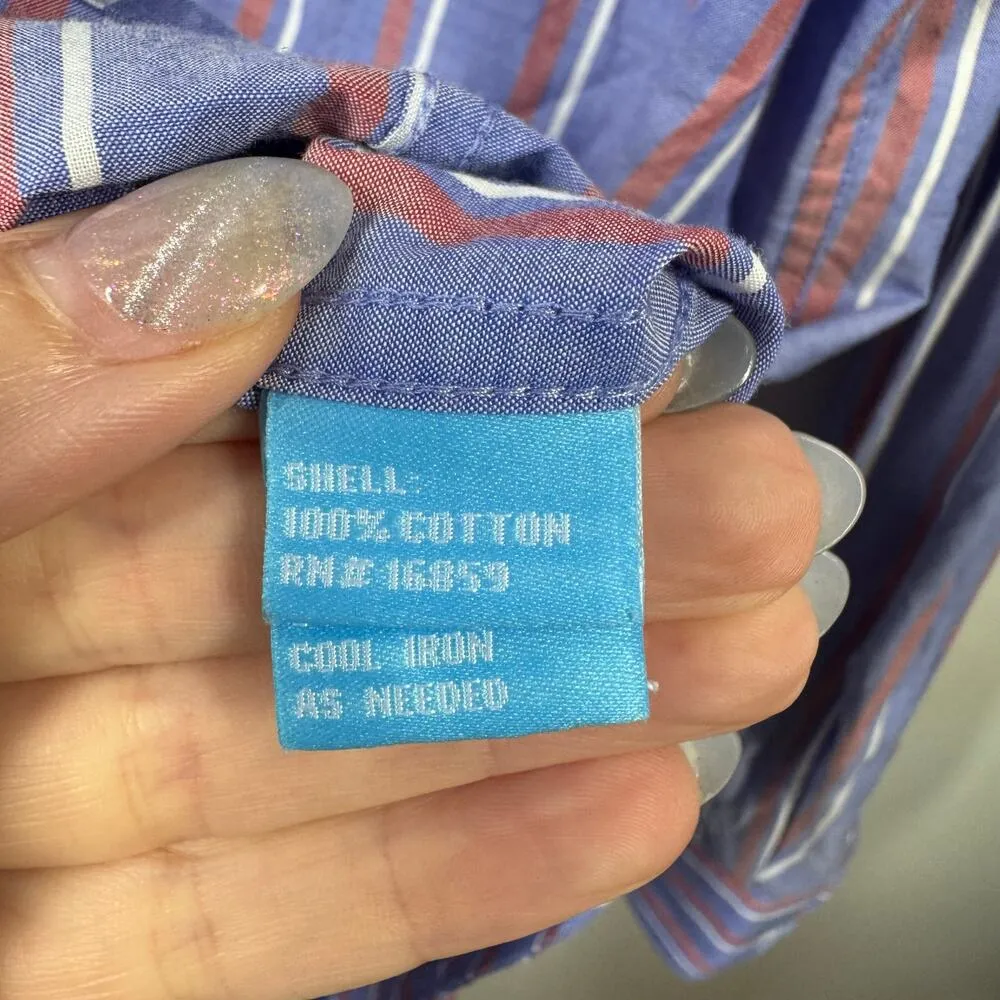 SHELL:
100% COTTON
RN# 16859
COOL IRON
AS NEEDED